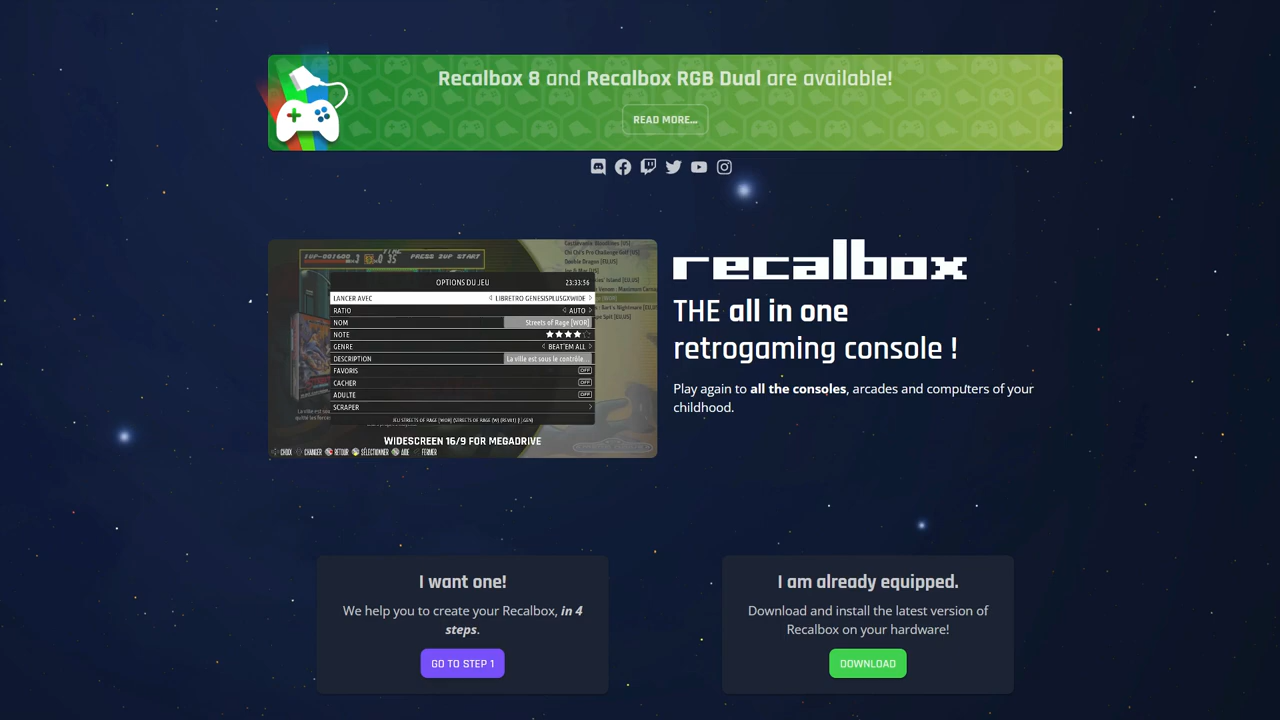 Recalbox 8 and Recalbox RGB Dual are available!
READ MORE...
recalbox
THE all in one
retrogaming console !
Play again to all the consoles, arcades and computers of your
childhood.
OPTIONS DU JEU
23:33:56
LANCER AVEC LIBRETRO GENESISPLUSGXWIDE
RATIO AUTO
NOM Streets of Rage [WOR]
NOTE
GENRE BEAT'EM ALL
DESCRIPTION La ville est sous le contrôle...
FAVORIS OFF
CACHER OFF
ADULTE OFF
SCRAPER
WIDESCREEN 16/9 FOR MEGADRIVE
CHOIX CHANGER RETOUR SÉLECTIONNER AIDE FERMER
I want one!
We help you to create your Recalbox, in 4
steps.
GO TO STEP 1
I am already equipped.
Download and install the latest version of
Recalbox on your hardware!
DOWNLOAD